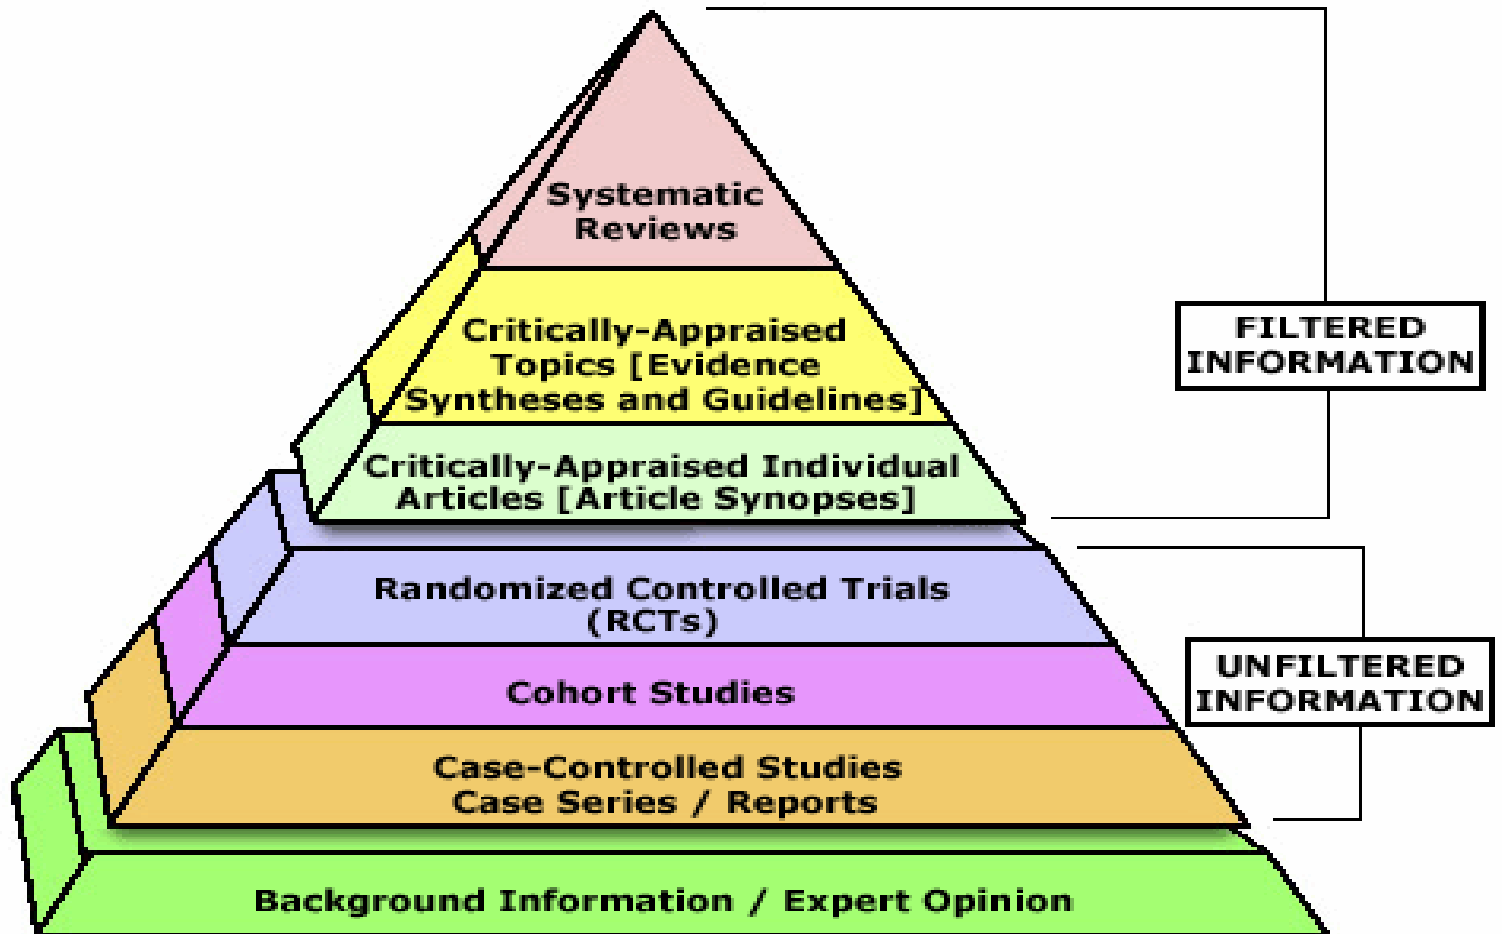 Systematic
Reviews
Critically-Appraised
Topics [Evidence
Syntheses and Guidelines]
Critically-Appraised Individual
Articles [Article Synopses]
FILTERED
INFORMATION
Randomized Controlled Trials
(RCTs)
Cohort Studies
Case-Controlled Studies
Case Series / Reports
UNFILTERED
INFORMATION
Background Information / Expert Opinion